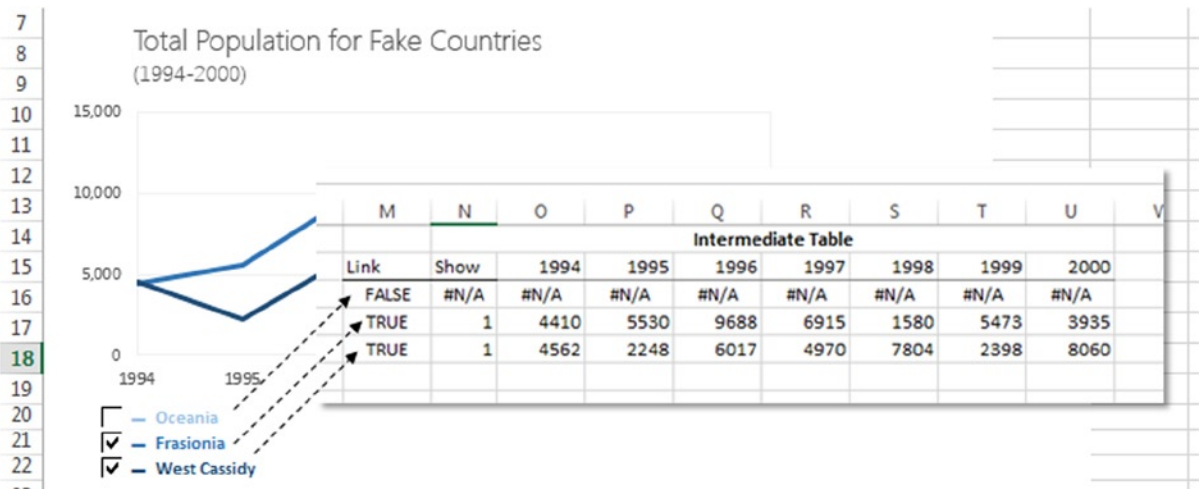 7
Total Population for Fake Countries
8
(1994-2000)
9
10 15,000
11
12
10,000
13 M N O P Q R S T U V
14 Intermediate Table
15 5,000 Link Show 1994 1995 1996 1997 1998 1999 2000
16 FALSE #N/A #N/A #N/A #N/A #N/A #N/A #N/A #N/A
17 TRUE 1 4410 5530 9688 6915 1580 5473 3935
18 0 TRUE 1 4562 2248 6017 4970 7804 2398 8060
19 1994 1995
20 Oceania
21 Frasionia
22 West Cassidy